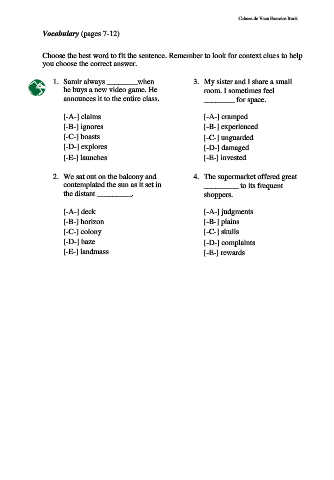 Cabeza de Vaca Book
Vocabulary (pages 7-12)
Choose the best word to fit the sentence. Remember to look for context clues to help
you choose the correct answer.
1. Samir always ________when
he buys a new video game. He
announces it to the entire class.
[-A-] claims
[-B-] ignores
[-C-] boasts
[-D-] explores
[-E-] launches
2. We sat out on the balcony and
contemplated the sun as it set in
the distant _________.
[-A-] deck
[-B-] horizon
[-C-] colony
[-D-] haze
[-E-] landmass
3. My sister and I share a small
room. I sometimes feel
________ for space.
[-A-] cramped
[-B-] experienced
[-C-] unguarded
[-D-] damaged
[-E-] invested
4. The supermarket offered great
_________ to its frequent
shoppers.
[-A-] judgments
[-B-] plains
[-C-] skulls
[-D-] complaints
[-E-] rewards